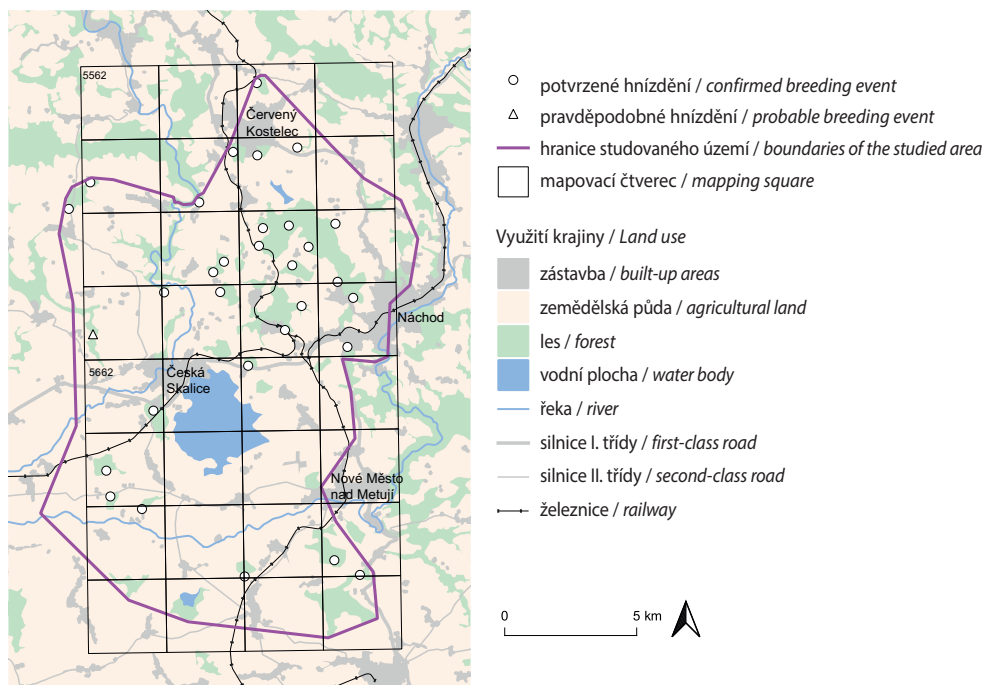 5562
Červený
Kostelec
Náchod
5662
Česká
Skalice
Nové Město
nad Metují
potvrzené hnízdění / confirmed breeding event
pravděpodobné hnízdění / probable breeding event
hranice studovaného území / boundaries of the studied area
mapovací čtverec / mapping square
Využití krajiny / Land use
zástavba / built-up areas
zemědělská půda / agricultural land
les / forest
vodní plocha / water body
řeka / river
silnice I. třídy / first-class road
silnice II. třídy / second-class road
železnice / railway
0 5 km